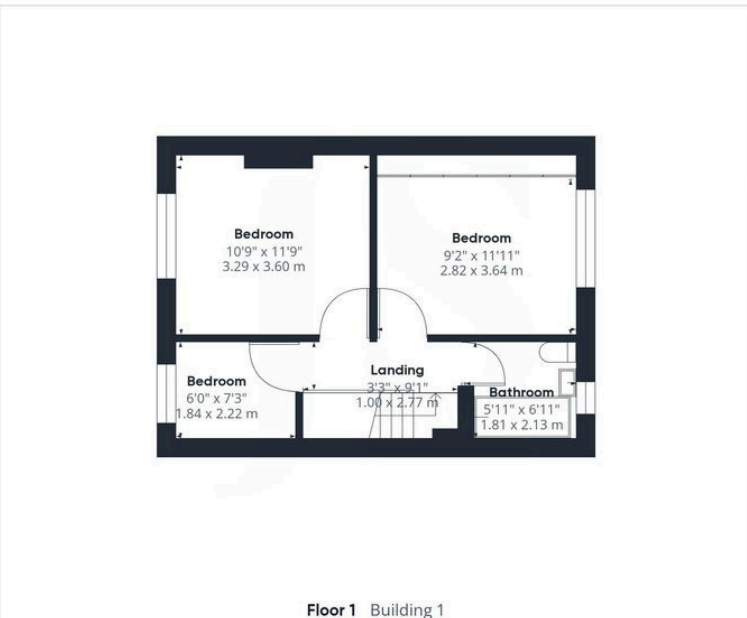 Bedroom
10'9" x 11'9"
3.29 x 3.60 m
Bedroom
9'2" x 11'11"
2.82 x 3.64 m
Bedroom
6'0" x 7'3"
1.84 x 2.22 m
Landing
3'3" x 9'1"
1.00 x 2.77 m
Bathroom
5'11" x 6'11"
1.81 x 2.13 m
Floor 1 Building 1